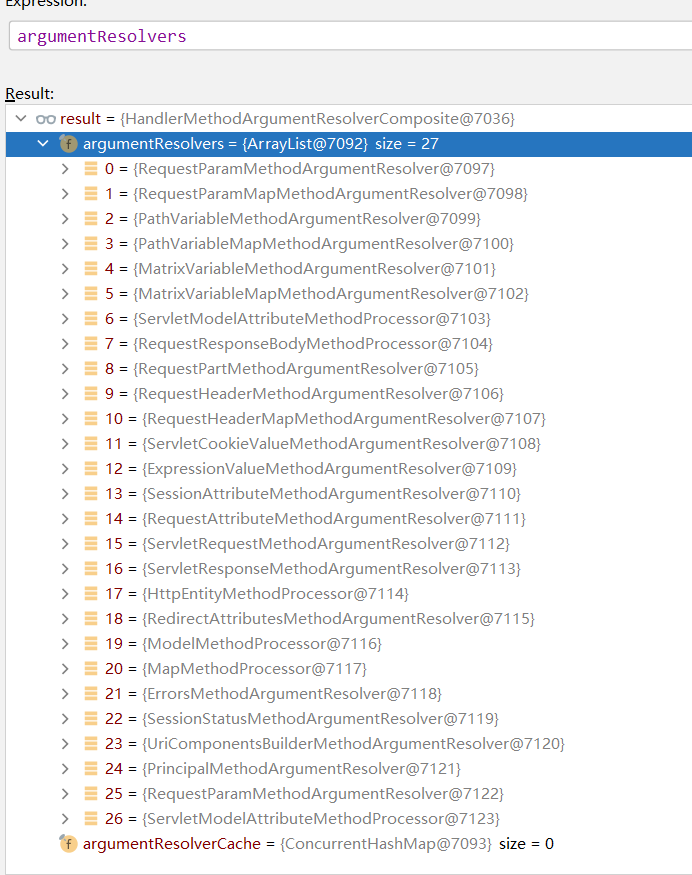 Expression:
argumentResolvers
Result:
result = {HandlerMethodArgumentResolverComposite@7036}
f argumentResolvers = {ArrayList@7092} size = 27
0 = {RequestParamMethodArgumentResolver@7097}
1 = {RequestParamMapMethodArgumentResolver@7098}
2 = {PathVariableMethodArgumentResolver@7099}
3 = {PathVariableMapMethodArgumentResolver@7100}
4 = {MatrixVariableMethodArgumentResolver@7101}
5 = {MatrixVariableMapMethodArgumentResolver@7102}
6 = {ServletModelAttributeMethodProcessor@7103}
7 = {RequestResponseBodyMethodProcessor@7104}
8 = {RequestPartMethodArgumentResolver@7105}
9 = {RequestHeaderMethodArgumentResolver@7106}
10 = {RequestHeaderMapMethodArgumentResolver@7107}
11 = {ServletCookieValueMethodArgumentResolver@7108}
12 = {ExpressionValueMethodArgumentResolver@7109}
13 = {SessionAttributeMethodArgumentResolver@7110}
14 = {RequestAttributeMethodArgumentResolver@7111}
15 = {ServletRequestMethodArgumentResolver@7112}
16 = {ServletResponseMethodArgumentResolver@7113}
17 = {HttpEntityMethodProcessor@7114}
18 = {RedirectAttributesMethodArgumentResolver@7115}
19 = {ModelMethodProcessor@7116}
20 = {MapMethodProcessor@7117}
21 = {ErrorsMethodArgumentResolver@7118}
22 = {SessionStatusMethodArgumentResolver@7119}
23 = {UriComponentsBuilderMethodArgumentResolver@7120}
24 = {PrincipalMethodArgumentResolver@7121}
25 = {RequestParamMethodArgumentResolver@7122}
26 = {ServletModelAttributeMethodProcessor@7123}
f argumentResolverCache = {ConcurrentHashMap@7093} size = 0